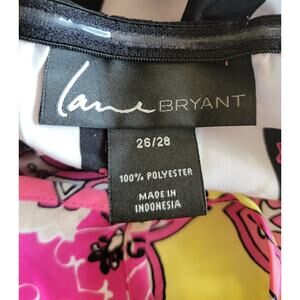 Lane BRYANT
26/28
100% POLYESTER
MADE IN
INDONESIA